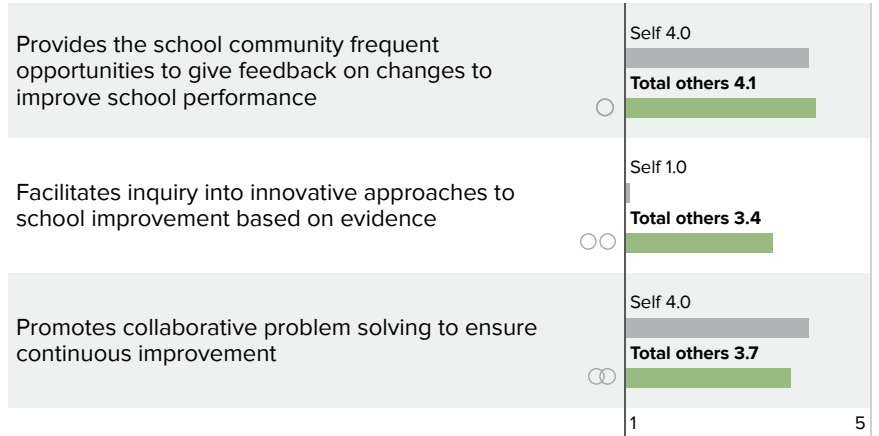 Provides the school community frequent
opportunities to give feedback on changes to
improve school performance
Self 4.0
Total others 4.1
Facilitates inquiry into innovative approaches to
school improvement based on evidence
Self 1.0
Total others 3.4
Promotes collaborative problem solving to ensure
continuous improvement
Self 4.0
Total others 3.7
1 5